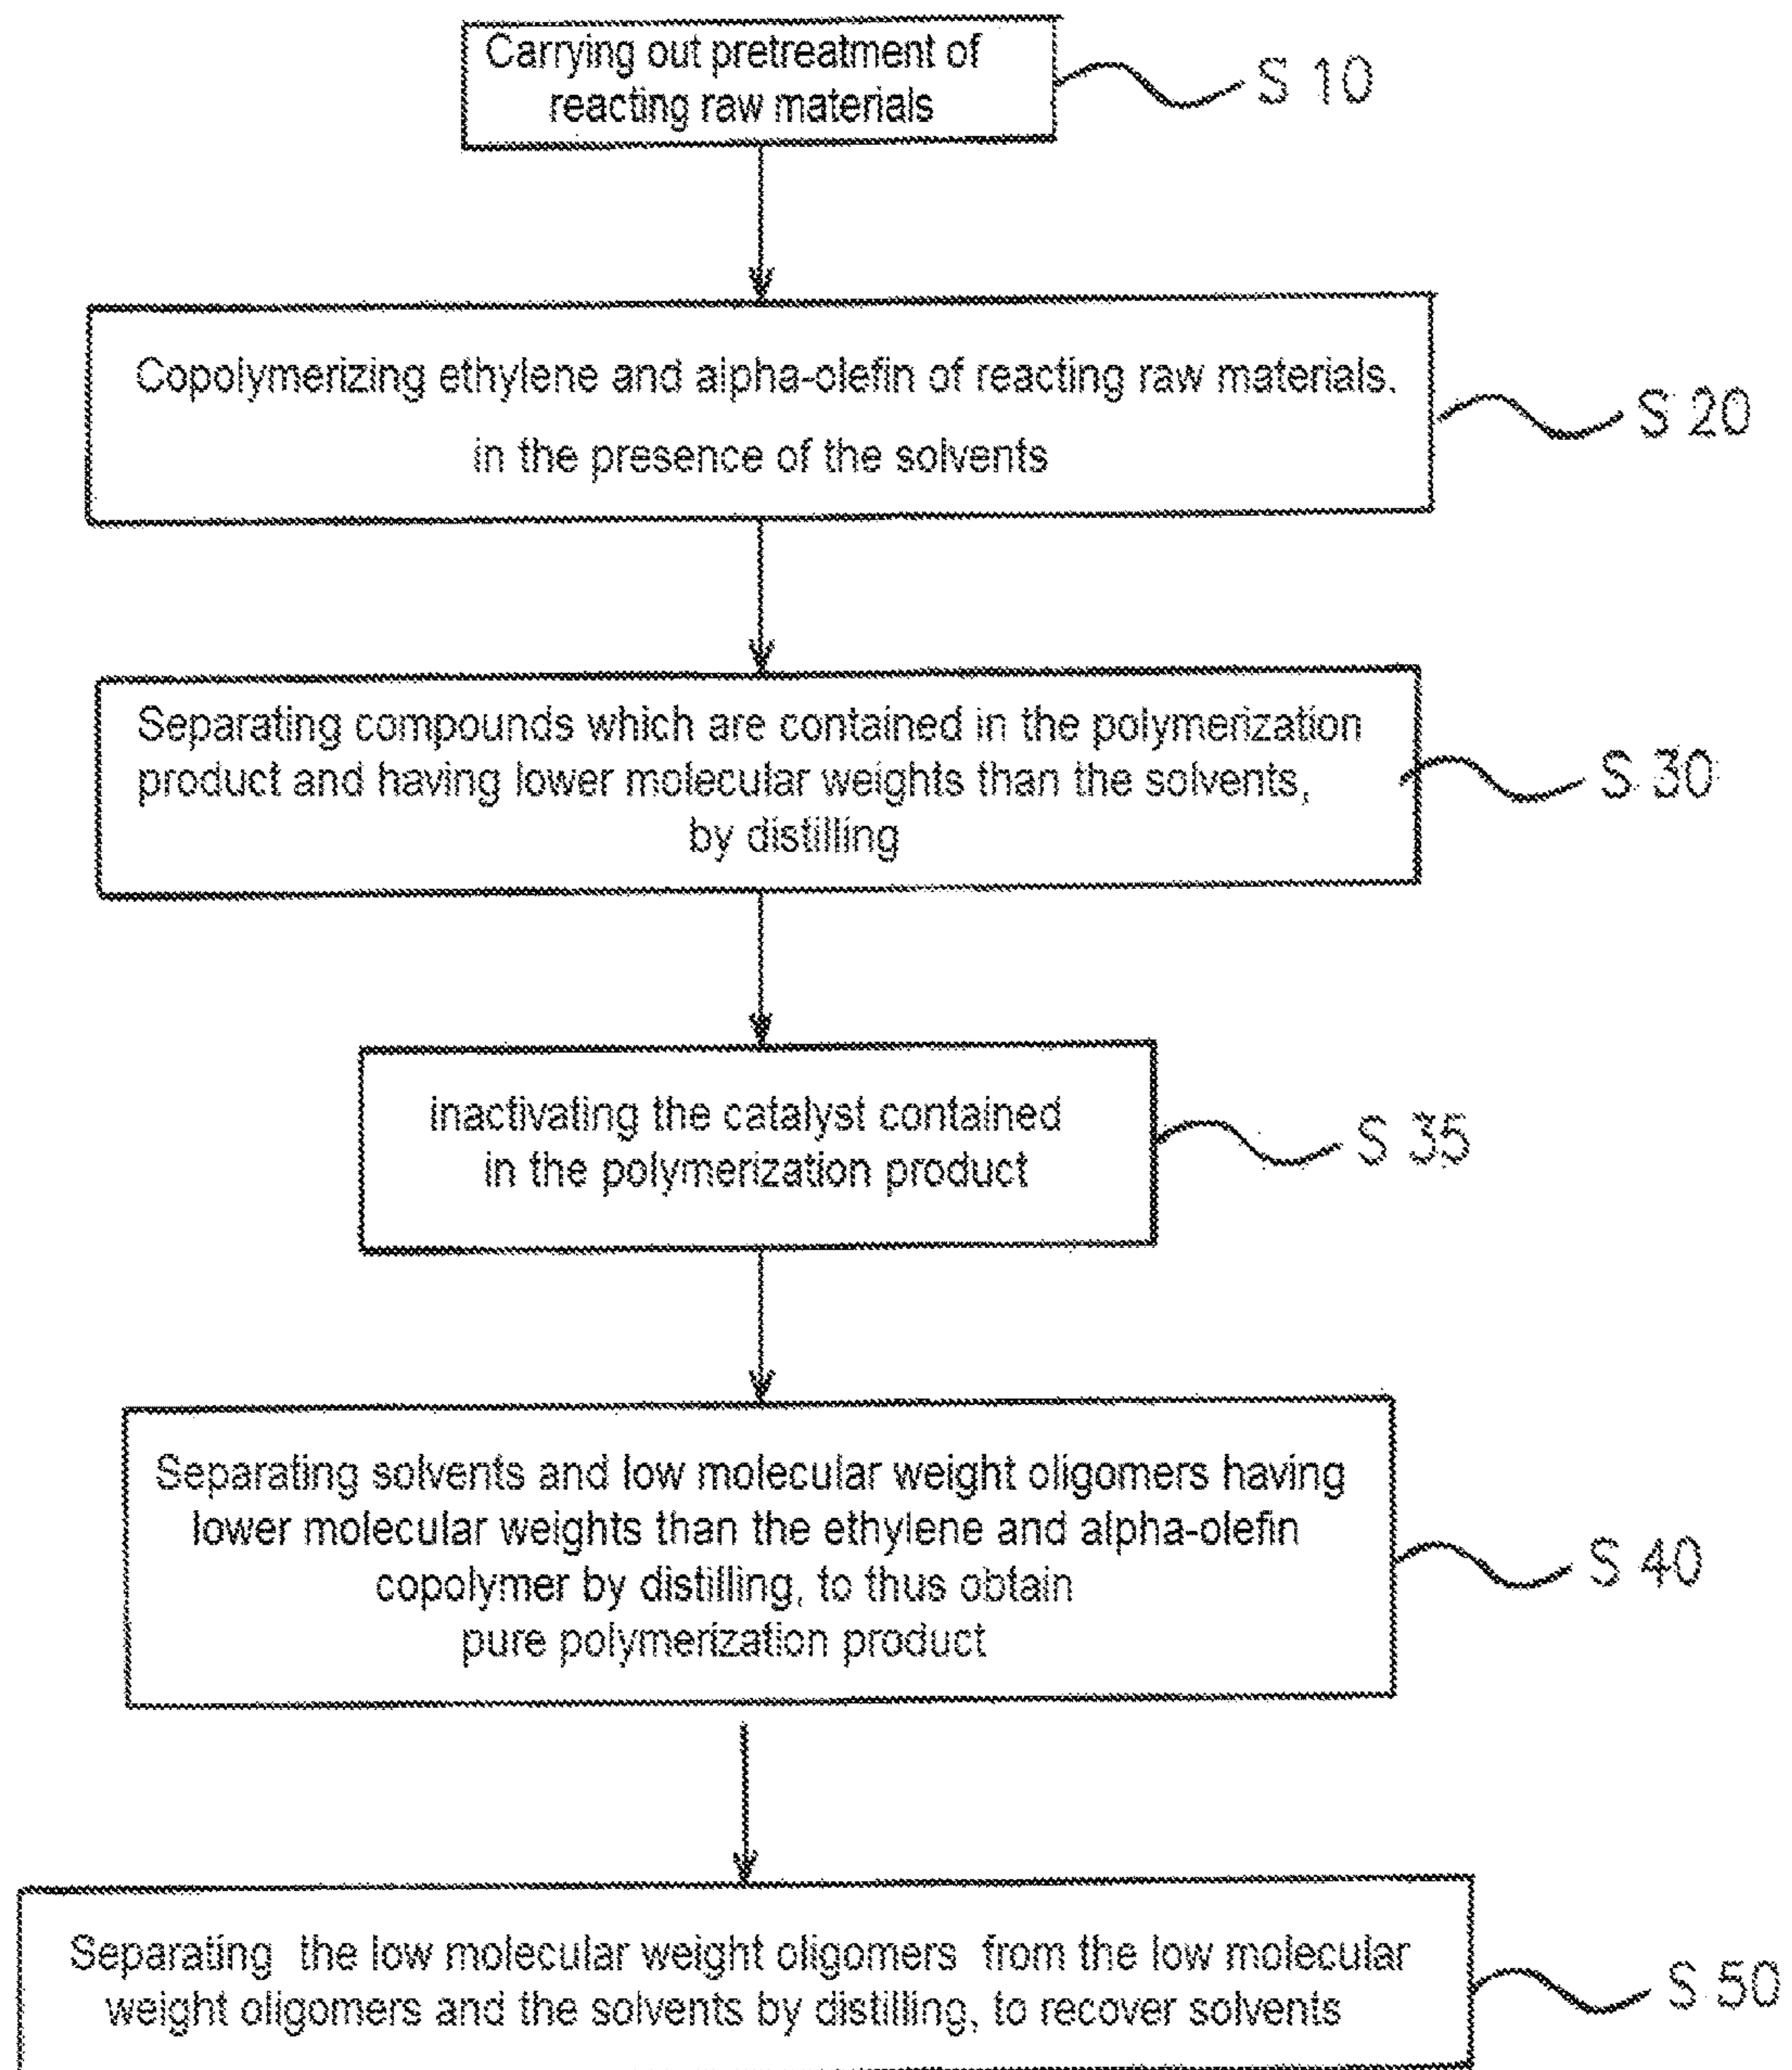 Carrying out pretreatment of
reacting raw materials
S 10
Copolymerizing ethylene and alpha-olefin of reacting raw materials.
in the presence of the solvents
S 20
Separating compounds which are contained in the polymerization
product and having lower molecular weights than the solvents,
by distilling
S 30
inactivating the catalyst contained
in the polymerization product
S 35
Separating solvents and low molecular weight oligomers having
lower molecular weights than the ethylene and alpha-olefin
copolymer by distilling, to thus obtain
pure polymerization product
S 40
Separating the low molecular weight oligomers from the low molecular
weight oligomers and the solvents by distilling, to recover solvents
S 50